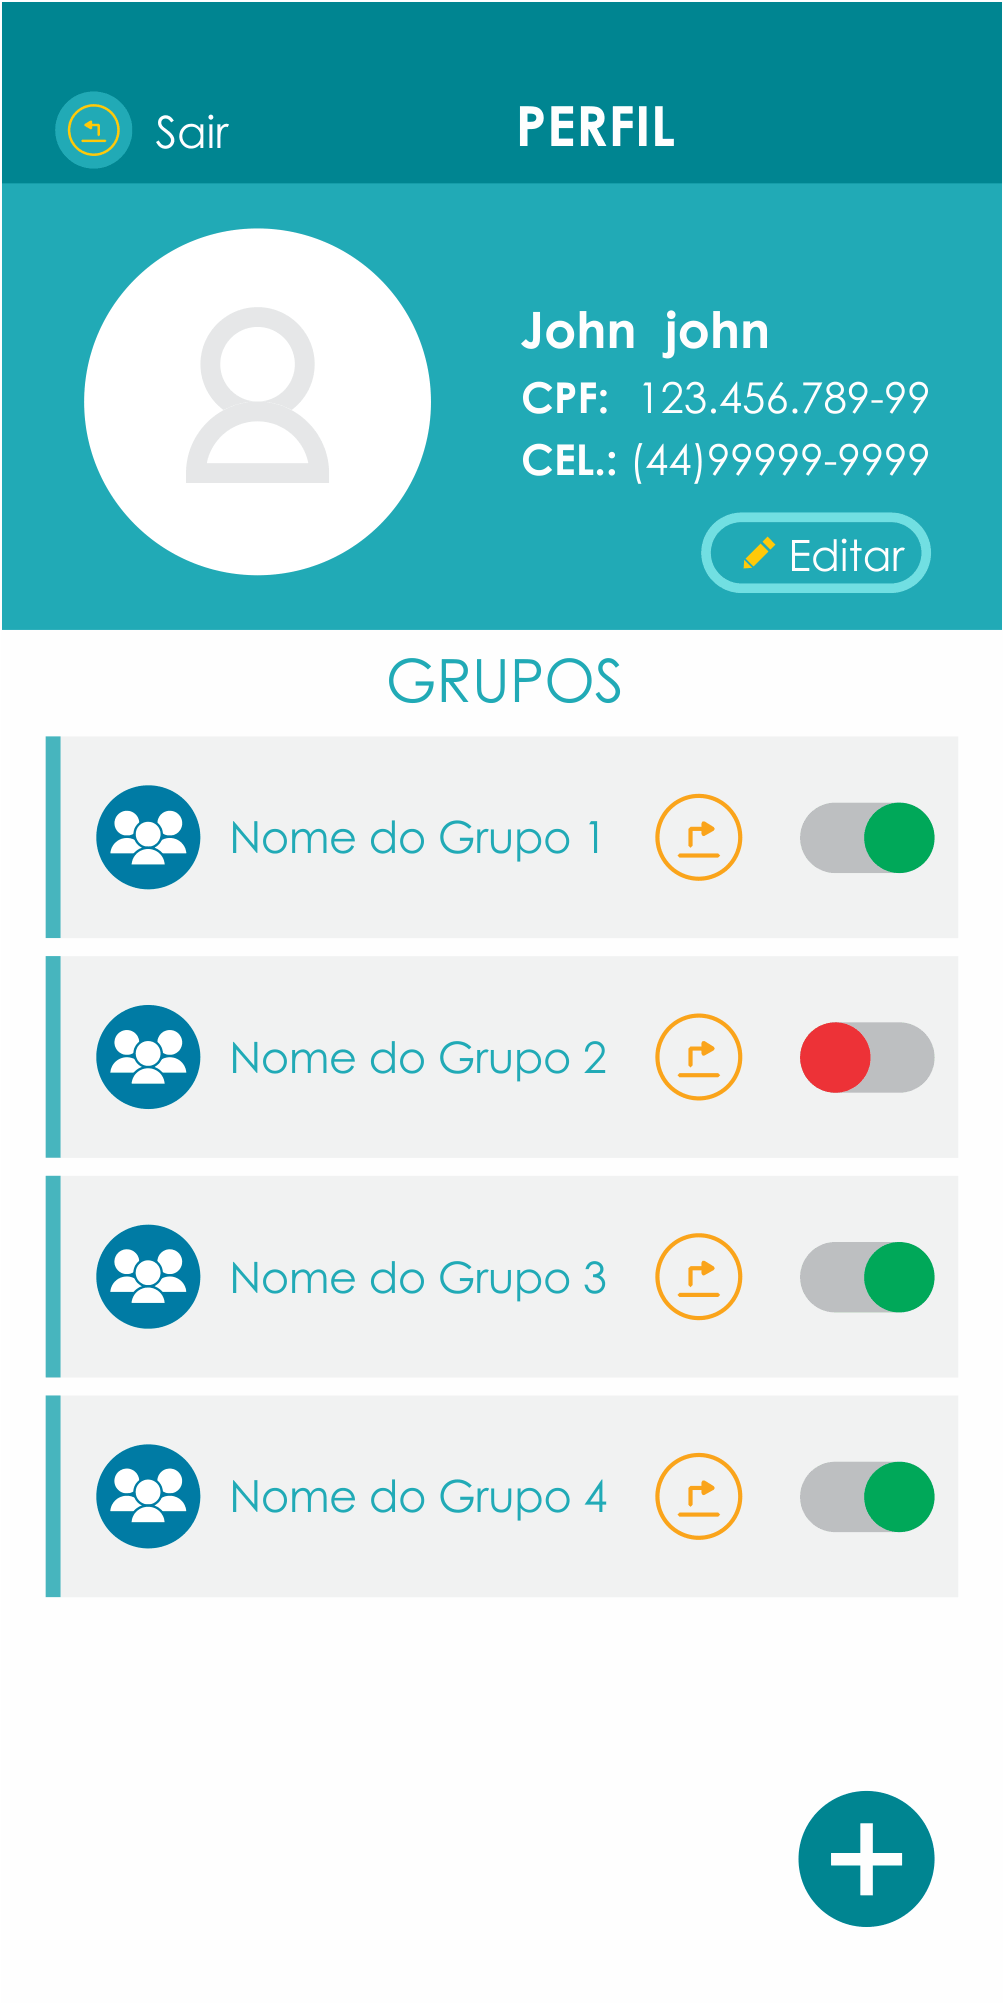 Sair
PERFIL
John john
CPF: 123.456.789-99
CEL.: (44)99999-9999
Editar
GRUPOS
Nome do Grupo 1
Nome do Grupo 2
Nome do Grupo 3
Nome do Grupo 4